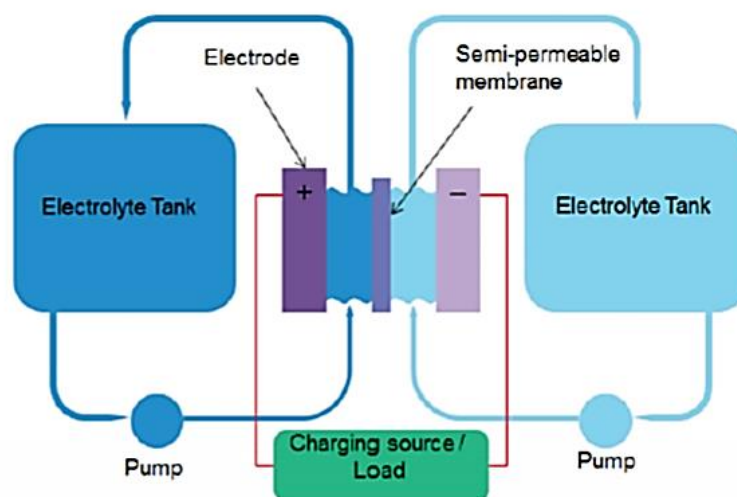 Electrode
Semi-permeable
membrane
Electrolyte Tank
+
−
Electrolyte Tank
Pump
Charging source /
Load
Pump